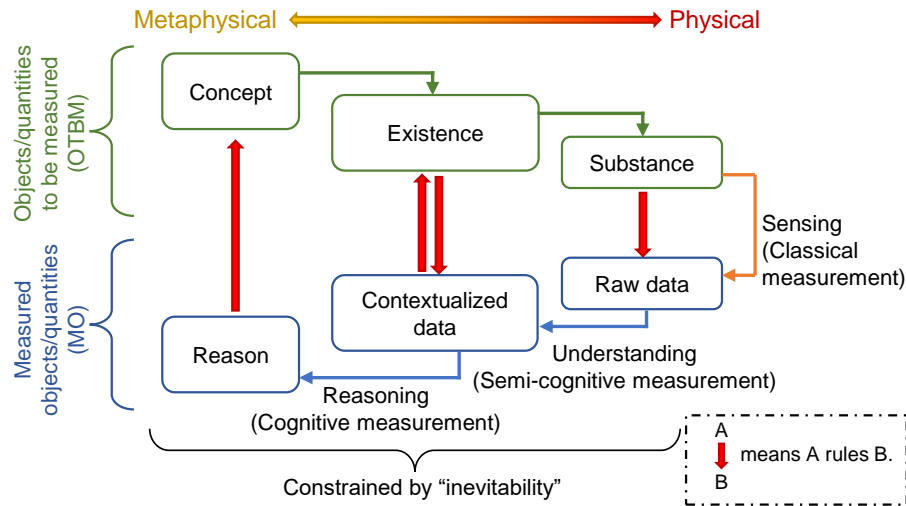 Metaphysical
Physical
Objects/quantities
to be measured
(OTBM)
Concept
Existence
Substance
Sensing
(Classical
measurement)
Measured
objects/quantities
(MO)
Reason
Contextualized
data
Raw data
Understanding
(Semi-cognitive measurement)
Reasoning
(Cognitive measurement)
Constrained by “inevitability”
A
means A rules B.
B